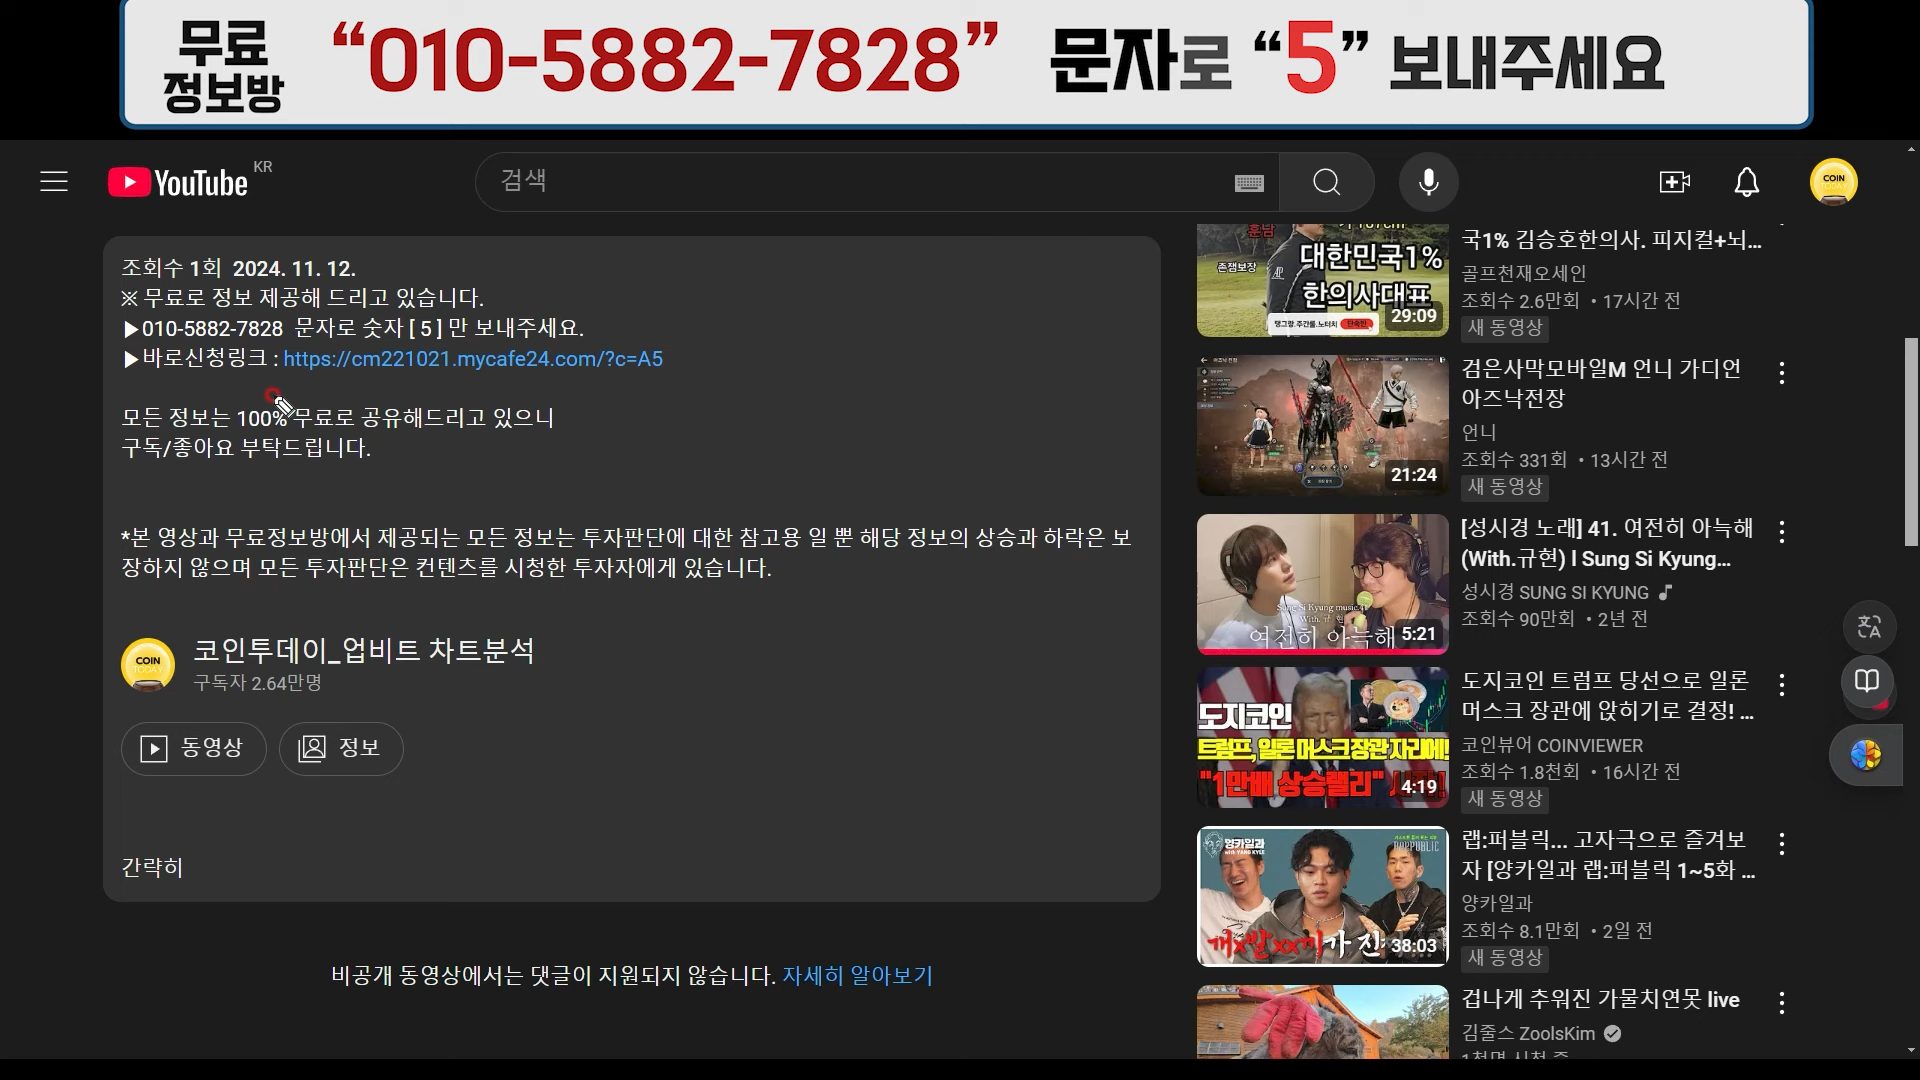 무료
정보방
“010-5882-7828” 문자로 “5” 보내주세요
YouTube KR
검색
COIN
조회수 1회 2024. 11. 12.
※ 무료로 정보 제공해 드리고 있습니다.
▶010-5882-7828 문자로 숫자 [ 5 ] 만 보내주세요.
▶바로신청링크 : https://cm221021.mycafe24.com/?c=A5
모든 정보는 100% 무료로 공유해드리고 있으니
구독/좋아요 부탁드립니다.
*본 영상과 무료정보방에서 제공되는 모든 정보는 투자판단에 대한 참고용 일 뿐 해당 정보의 상승과 하락은 보
장하지 않으며 모든 투자판단은 컨텐츠를 시청한 투자자에게 있습니다.
COIN
코인투데이_업비트 차트분석
구독자 2.64만명
동영상
정보
간략히
비공개 동영상에서는 댓글이 지원되지 않습니다. 자세히 알아보기
훈남
존잼보장
대한민국1%
한의사대표
29:09
국1% 김승호한의사. 피지컬+뇌...
골프천재오세인
조회수 2.6만회 • 17시간 전
새 동영상
21:24
검은사막모바일M 언니 가디언
아즈낙전장
언니
조회수 331회 • 13시간 전
새 동영상
Sung Si Kyung music.41
With. 규현
여전히 아늑해
5:21
[성시경 노래] 41. 여전히 아늑해
(With.규현) l Sung Si Kyung...
성시경 SUNG SI KYUNG
조회수 90만회 • 2년 전
도지코인
트럼프, 일론머스크장관자리에!
"1만배 상승랠리"
4:19
도지코인 트럼프 당선으로 일론
머스크 장관에 앉히기로 결정! ...
코인뷰어 COINVIEWER
조회수 1.8천회 • 16시간 전
새 동영상
양카일과
38:03
랩:퍼블릭... 고자극으로 즐겨보
자 [양카일과 랩:퍼블릭 1~5화 ...
양카일과
조회수 8.1만회 • 2일 전
새 동영상
겁나게 추워진 가물치연못 live
김줄스 ZoolsKim